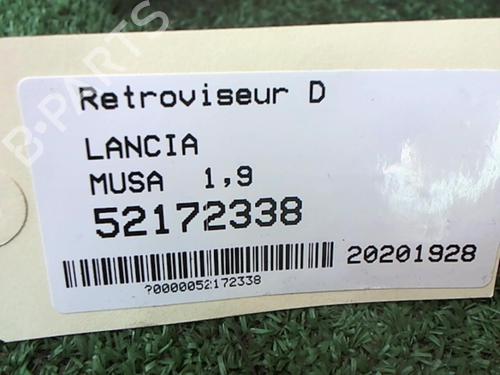 B-PARTS
Retroviseur D
LANCIA
MUSA 1,9
52172338
20201928
?0000052172338